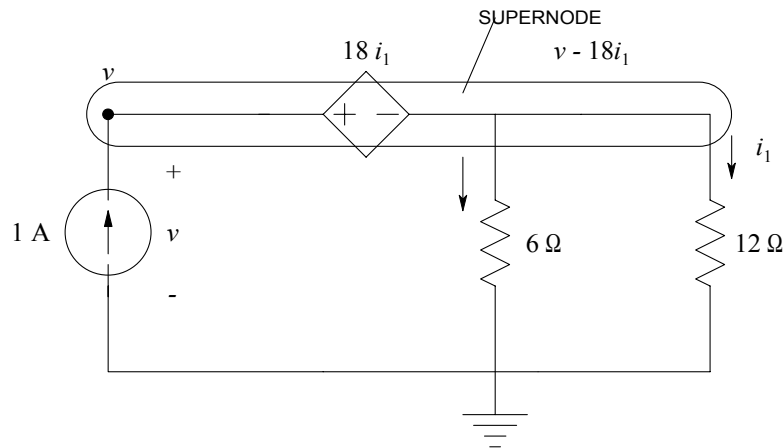 SUPERNODE
18 i₁
v - 18i₁
v
+ −
i₁
+
1 A
v
6 Ω
12 Ω
-